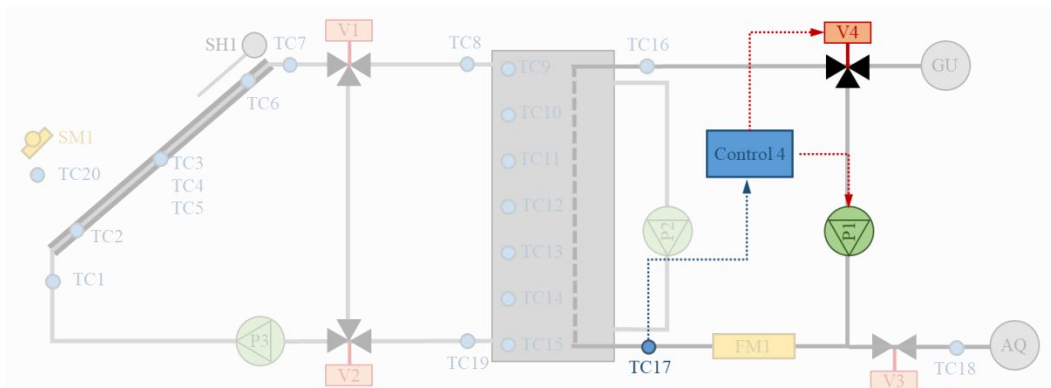 V1
V4
SH1
TC7
TC8
TC16
GU
TC9
TC6
TC10
SM1
Control 4
TC3
TC11
TC20
TC4
TC5
TC12
TC2
P2
P1
TC13
TC1
TC14
P3
TC15
FM1
AQ
TC19
TC17
TC18
V2
V3